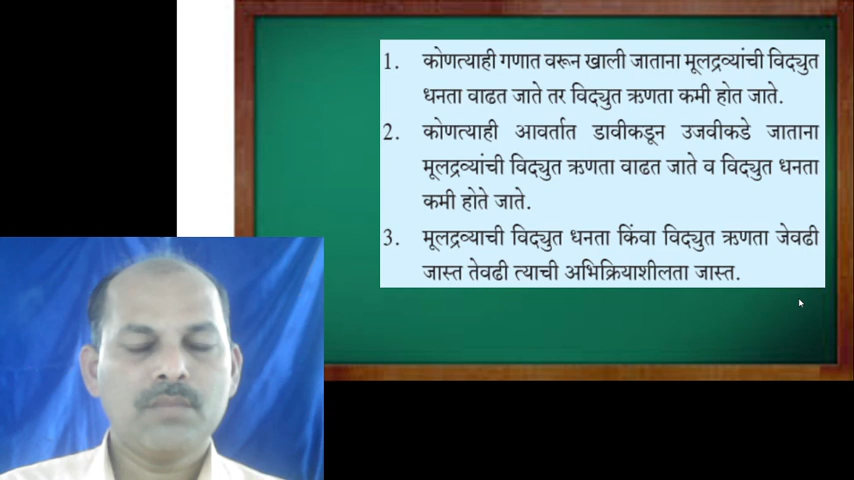 1. कोणत्याही गणात वरून खाली जाताना मूलद्रव्यांची विद्युत
धनता वाढत जाते तर विद्युत ऋणता कमी होत जाते.
2. कोणत्याही आवर्तात डावीकडून उजवीकडे जाताना
मूलद्रव्यांची विद्युत ऋणता वाढत जाते व विद्युत धनता
कमी होते जाते.
3. मूलद्रव्याची विद्युत धनता किंवा विद्युत ऋणता जेवढी
जास्त तेवढी त्याची अभिक्रियाशीलता जास्त.